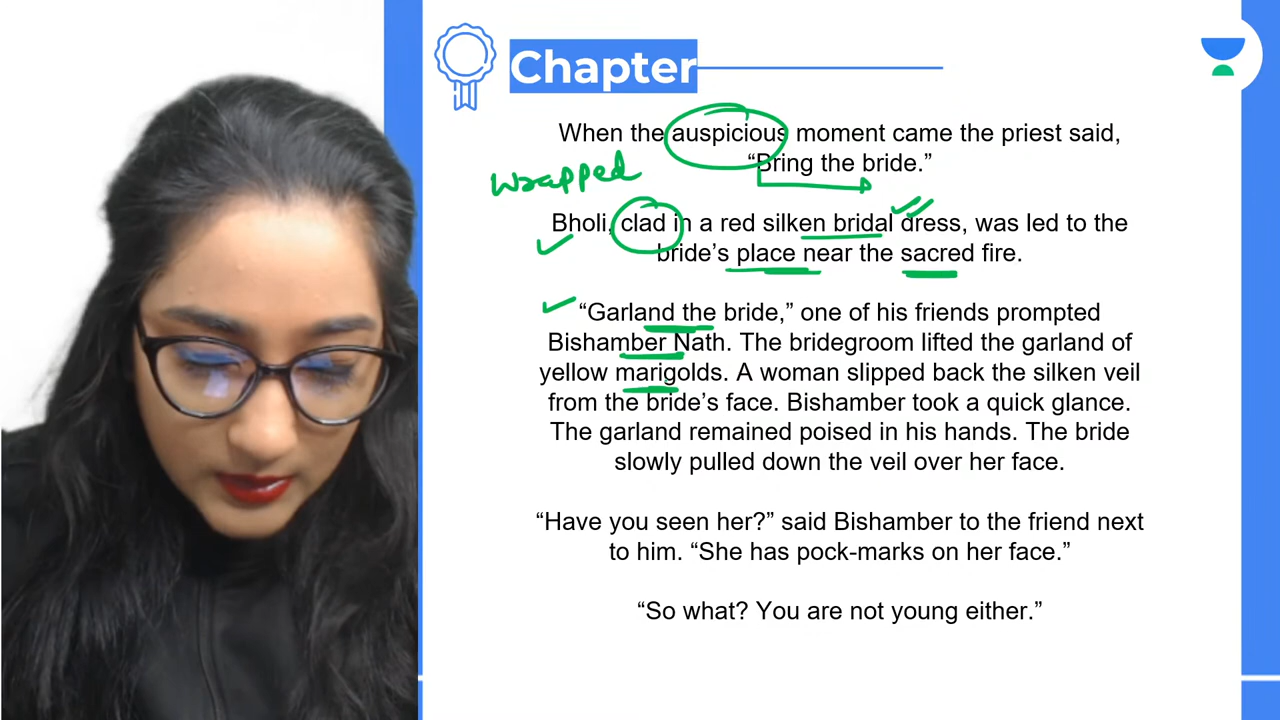 Chapter
When the auspicious moment came the priest said,
“Bring the bride.”
wrapped
Bholi, clad in a red silken bridal dress, was led to the
bride’s place near the sacred fire.
“Garland the bride,” one of his friends prompted
Bishamber Nath. The bridegroom lifted the garland of
yellow marigolds. A woman slipped back the silken veil
from the bride’s face. Bishamber took a quick glance.
The garland remained poised in his hands. The bride
slowly pulled down the veil over her face.
“Have you seen her?” said Bishamber to the friend next
to him. “She has pock-marks on her face.”
“So what? You are not young either.”